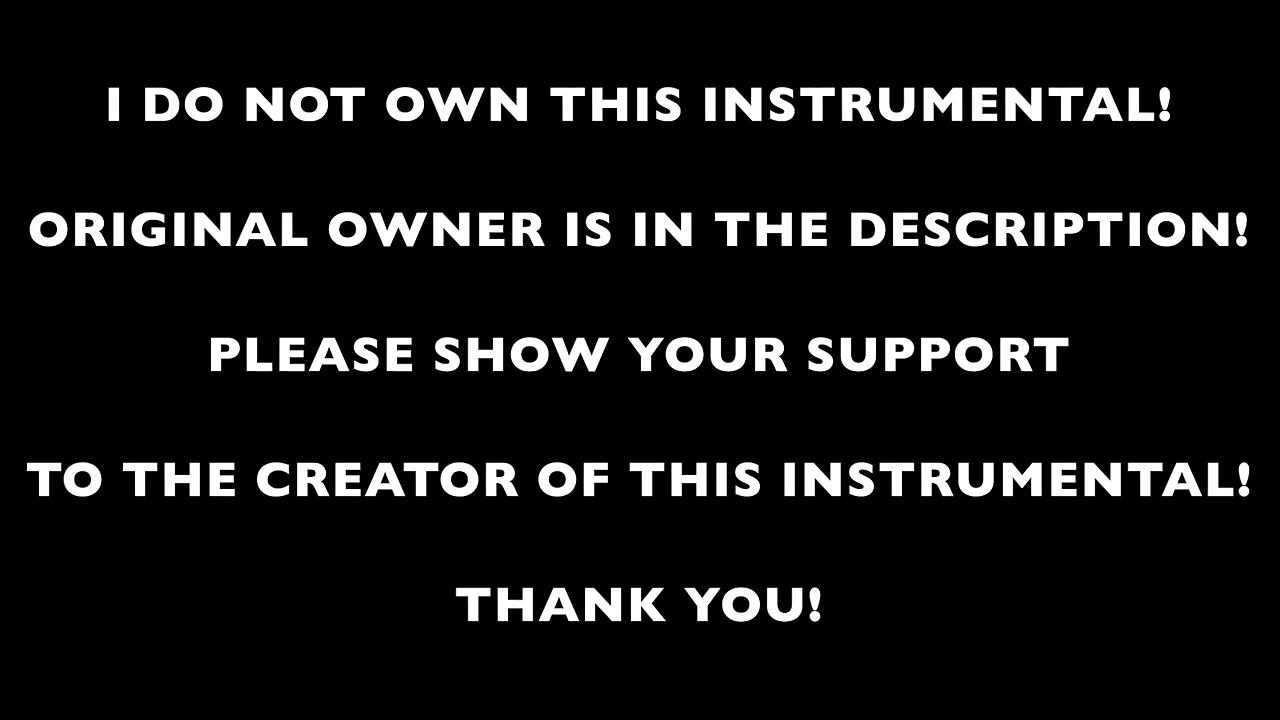 I DO NOT OWN THIS INSTRUMENTAL!
ORIGINAL OWNER IS IN THE DESCRIPTION!
PLEASE SHOW YOUR SUPPORT
TO THE CREATOR OF THIS INSTRUMENTAL!
THANK YOU!